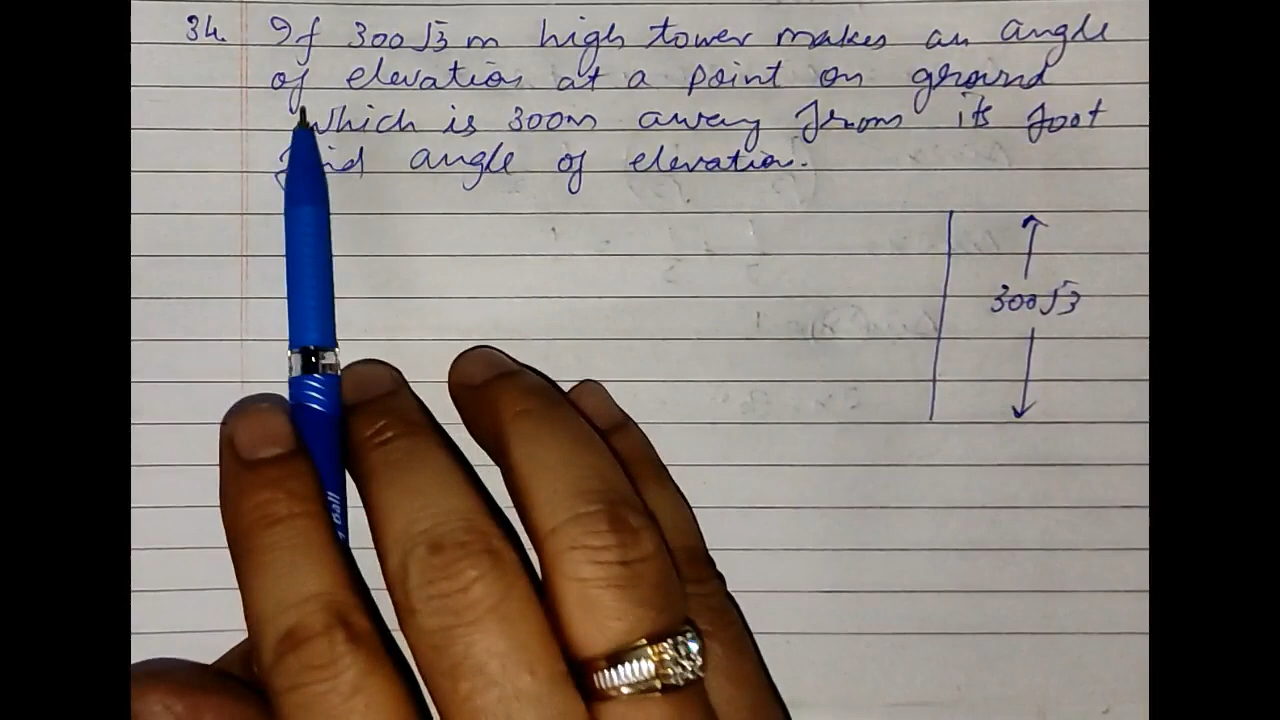 34. If 300√3 m high tower makes an angle
of elevation at a point on ground
which is 300m away from its foot
find angle of elevation.
300√3
ball